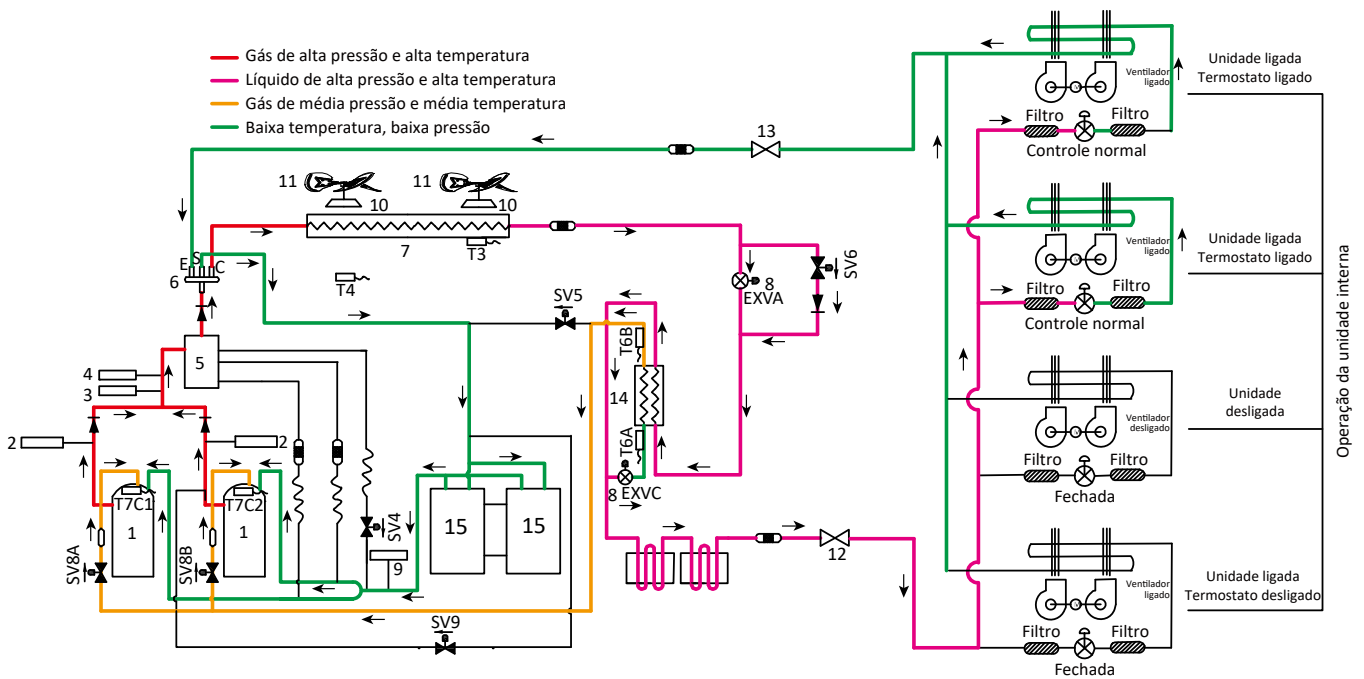 Gás de alta pressão e alta temperatura
Líquido de alta pressão e alta temperatura
Gás de média pressão e média temperatura
Baixa temperatura, baixa pressão
Ventilador
ligado
Unidade ligada
Termostato ligado
Filtro
Filtro
Controle normal
13
11
11
10
10
7
T3
T4
E
S
C
6
8
EXVA
SV6
SV5
T6B
14
T6A
8
EXVC
5
4
3
2
2
T7C1
T7C2
1
1
SV8A
SV8B
SV4
9
15
15
12
SV9
Ventilador
ligado
Unidade ligada
Termostato ligado
Filtro
Filtro
Controle normal
Ventilador
desligado
Unidade
desligada
Filtro
Filtro
Fechada
Ventilador
ligado
Unidade ligada
Termostato desligado
Filtro
Filtro
Fechada
Operação da unidade interna